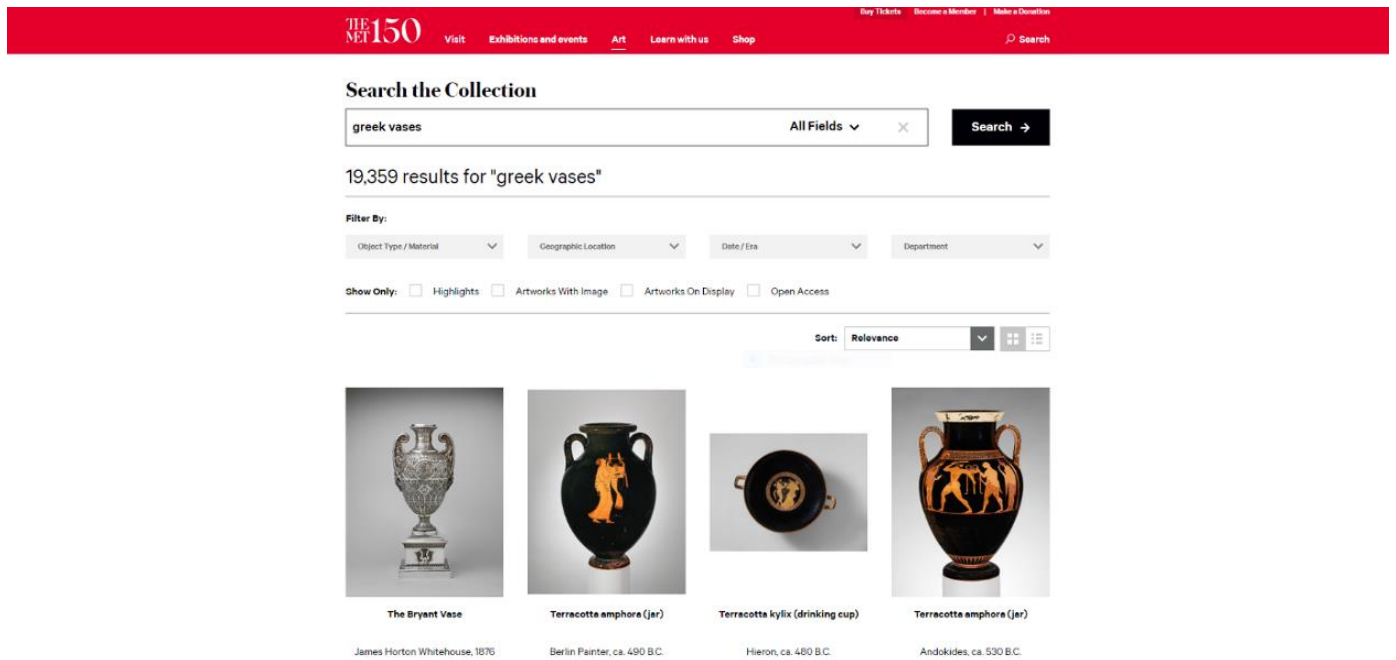 Buy Tickets Become a Member | Make a Donation
THE MET 150 Visit Exhibitions and events Art Learn with us Shop Search
Search the Collection
greek vases All Fields Search →
19,359 results for "greek vases"
Filter By:
Object Type / Material Geographic Location Date / Era Department
Show Only: Highlights Artworks With Image Artworks On Display Open Access
Sort: Relevance
The Bryant Vase Terracotta amphora (jar) Terracotta kylix (drinking cup) Terracotta amphora (jar)
James Horton Whitehouse, 1876 Berlin Painter, ca. 490 B.C. Hieron, ca. 480 B.C. Andokides, ca. 530 B.C.